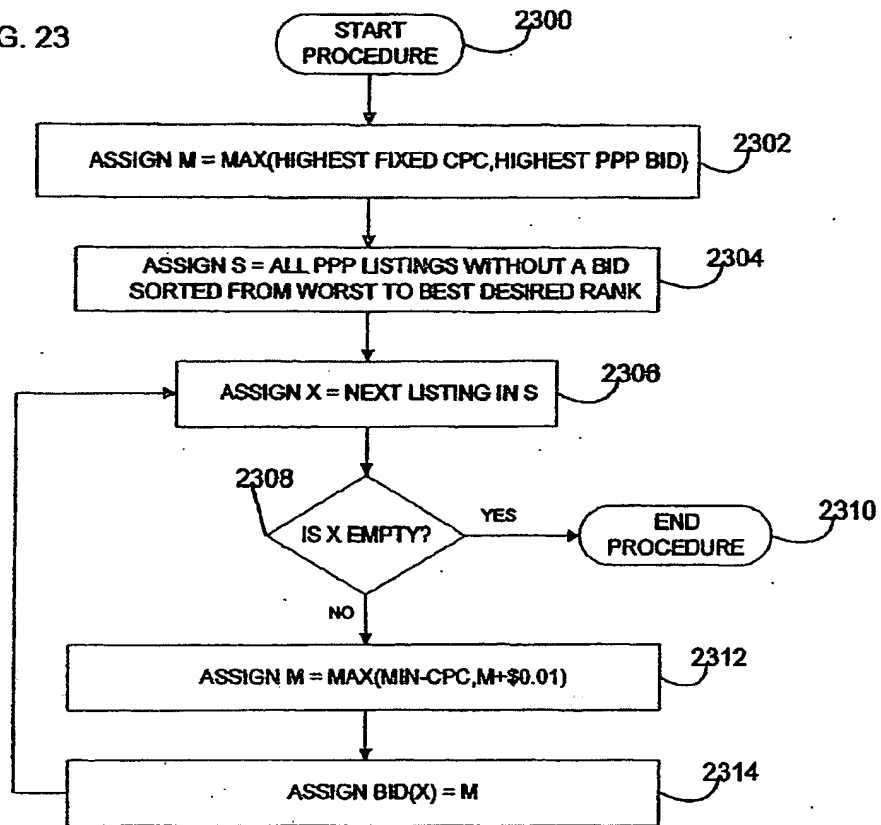 G. 23
START
PROCEDURE
2300
ASSIGN M = MAX(HIGHEST FIXED CPC,HIGHEST PPP BID)
2302
ASSIGN S = ALL PPP LISTINGS WITHOUT A BID
SORTED FROM WORST TO BEST DESIRED RANK
2304
ASSIGN X = NEXT LISTING IN S
2306
2308
IS X EMPTY?
YES
END
PROCEDURE
2310
NO
ASSIGN M = MAX(MIN-CPC,M+$0.01)
2312
ASSIGN BID(X) = M
2314